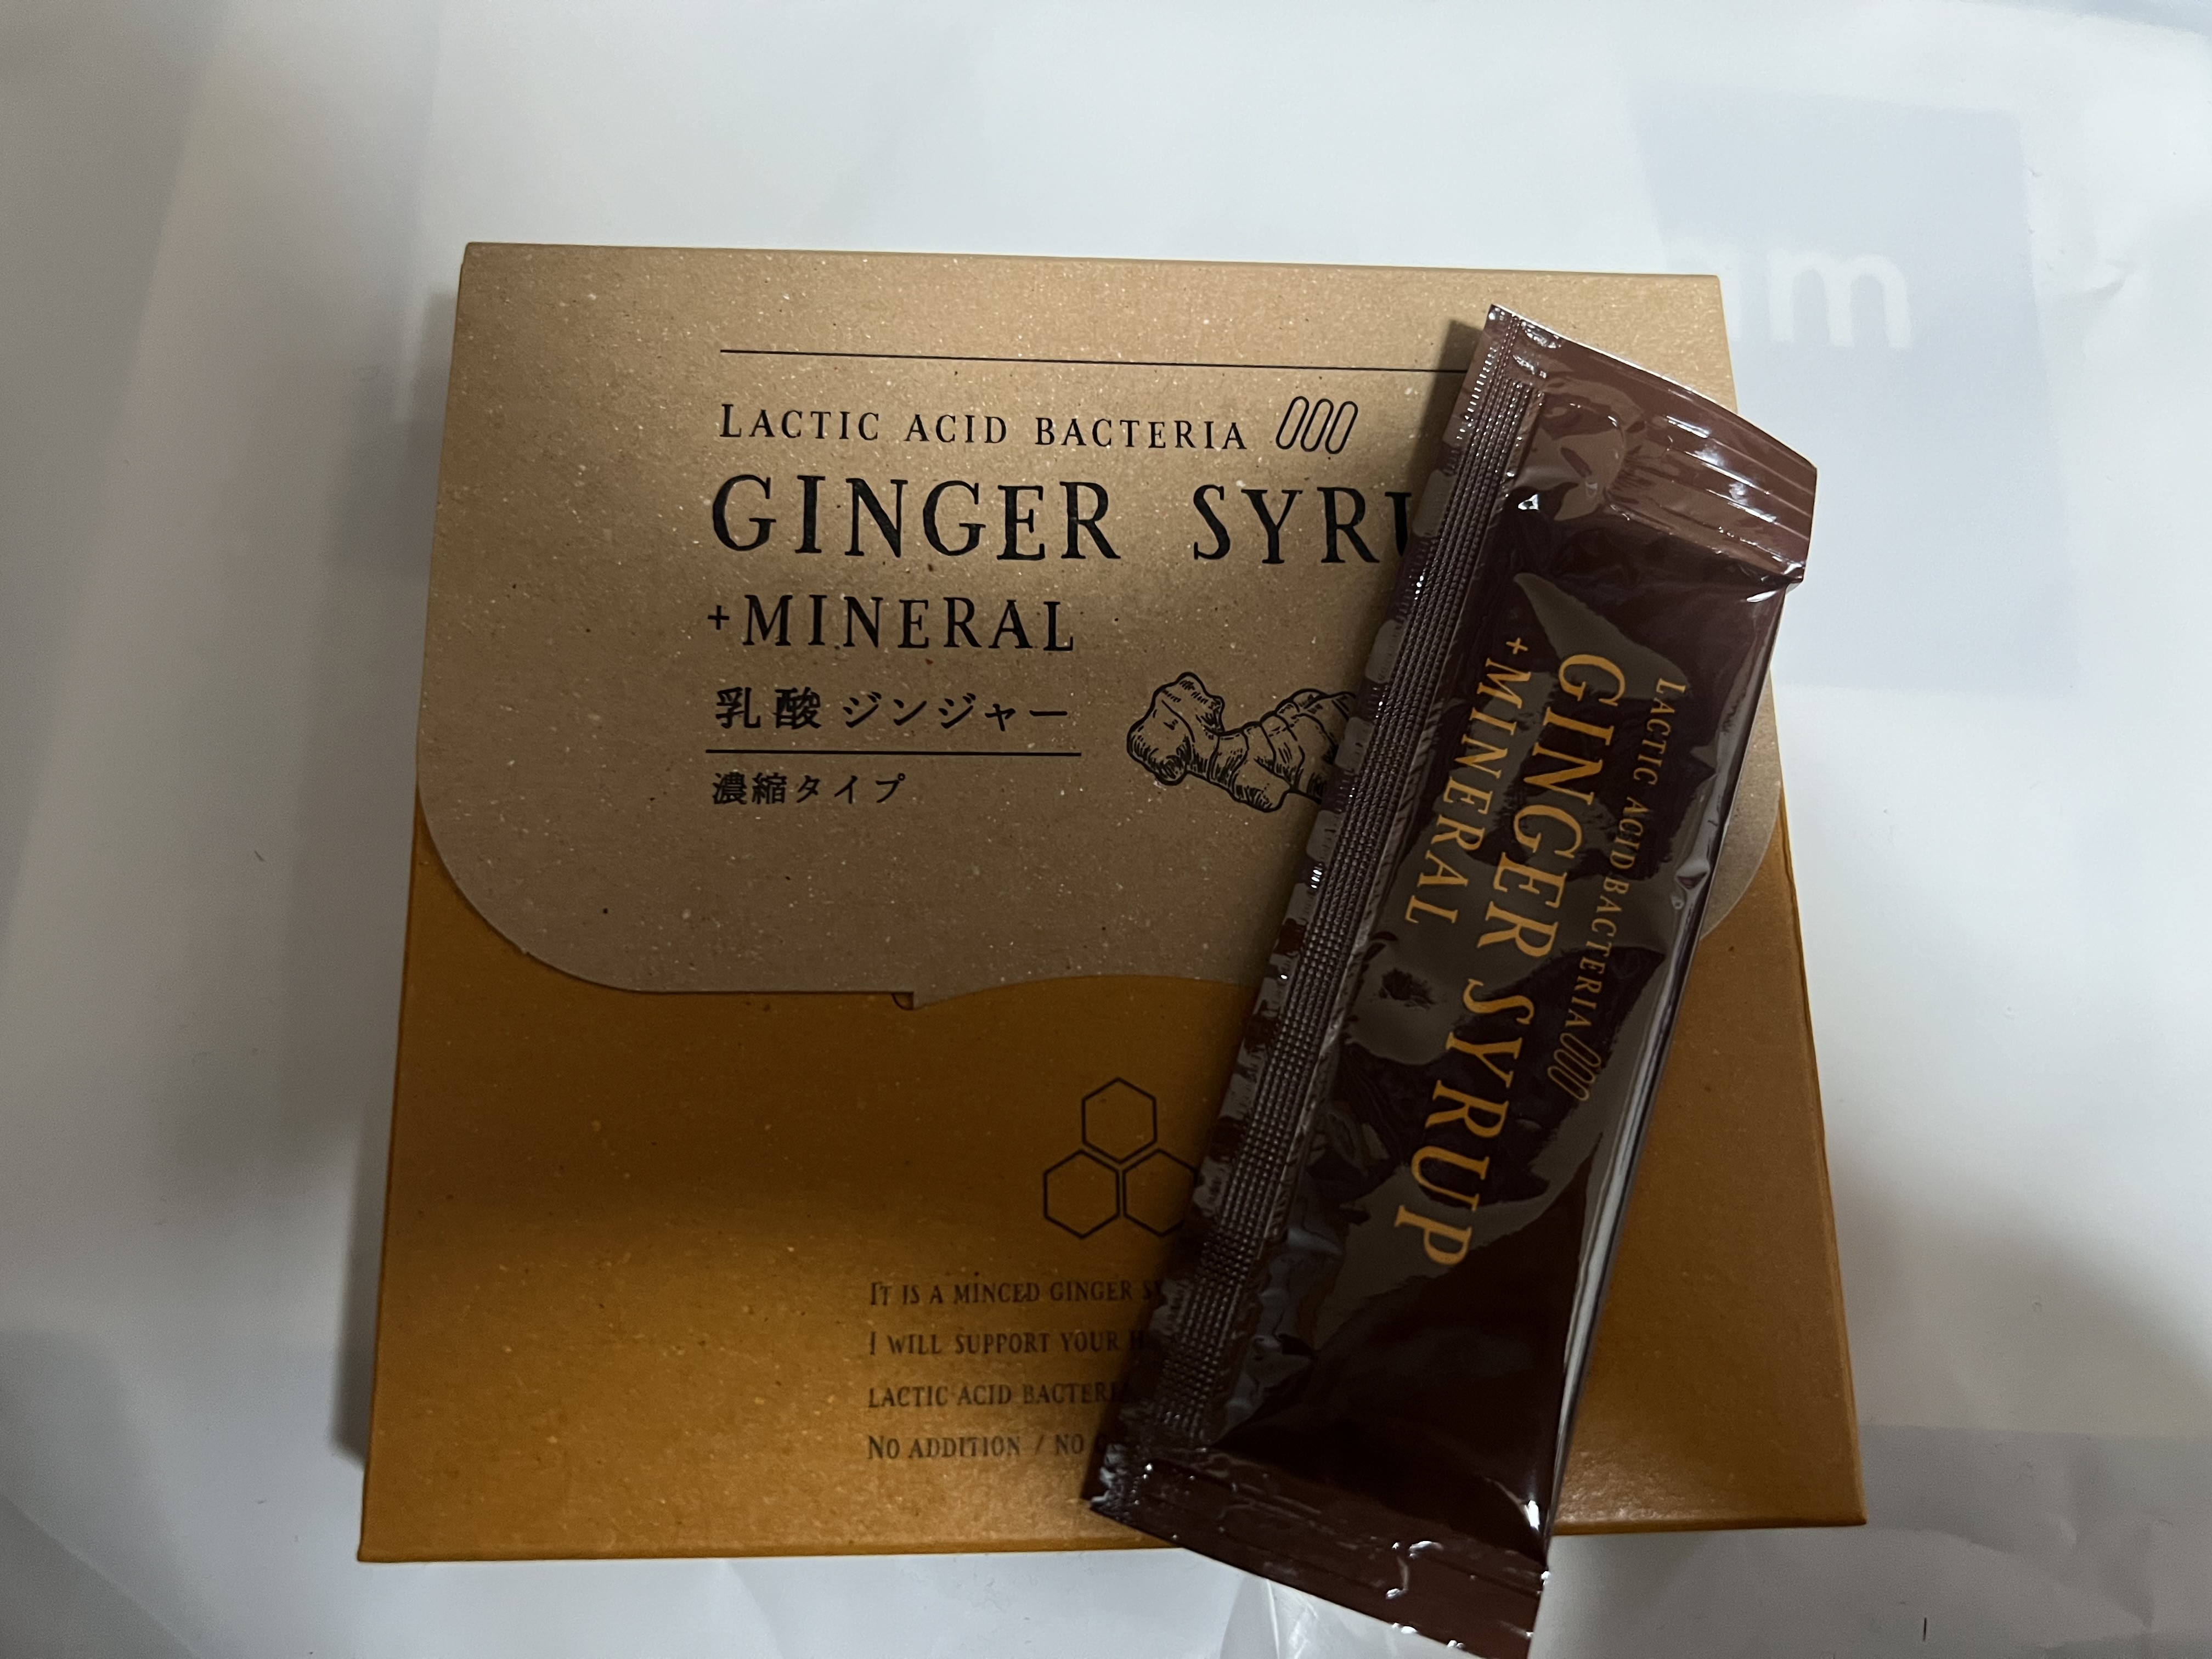 LACTIC ACID BACTERIA
GINGER SYRU
+MINERAL
乳酸ジンジャー
濃縮タイプ
IT IS A MINCED GINGER
I WILL SUPPORT YOUR
LACTIC ACID BACTERIA
NO ADDITION / NO
LACTIC ACID BACTERIA
GINGER SYRUP
+MINERAL